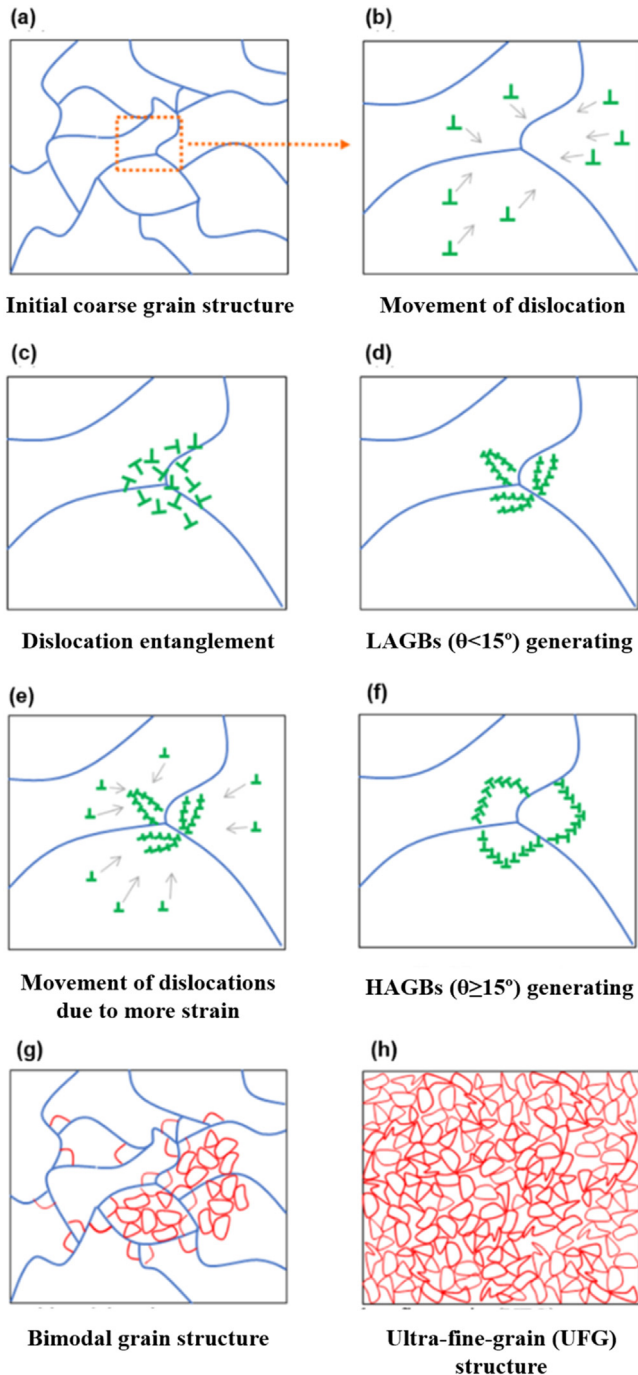 (a)
(b)
Initial coarse grain structure
Movement of dislocation
(c)
(d)
Dislocation entanglement
LAGBs (θ<15º) generating
(e)
(f)
Movement of dislocations
due to more strain
HAGBs (θ≥15º) generating
(g)
(h)
Bimodal grain structure
Ultra-fine-grain (UFG)
structure